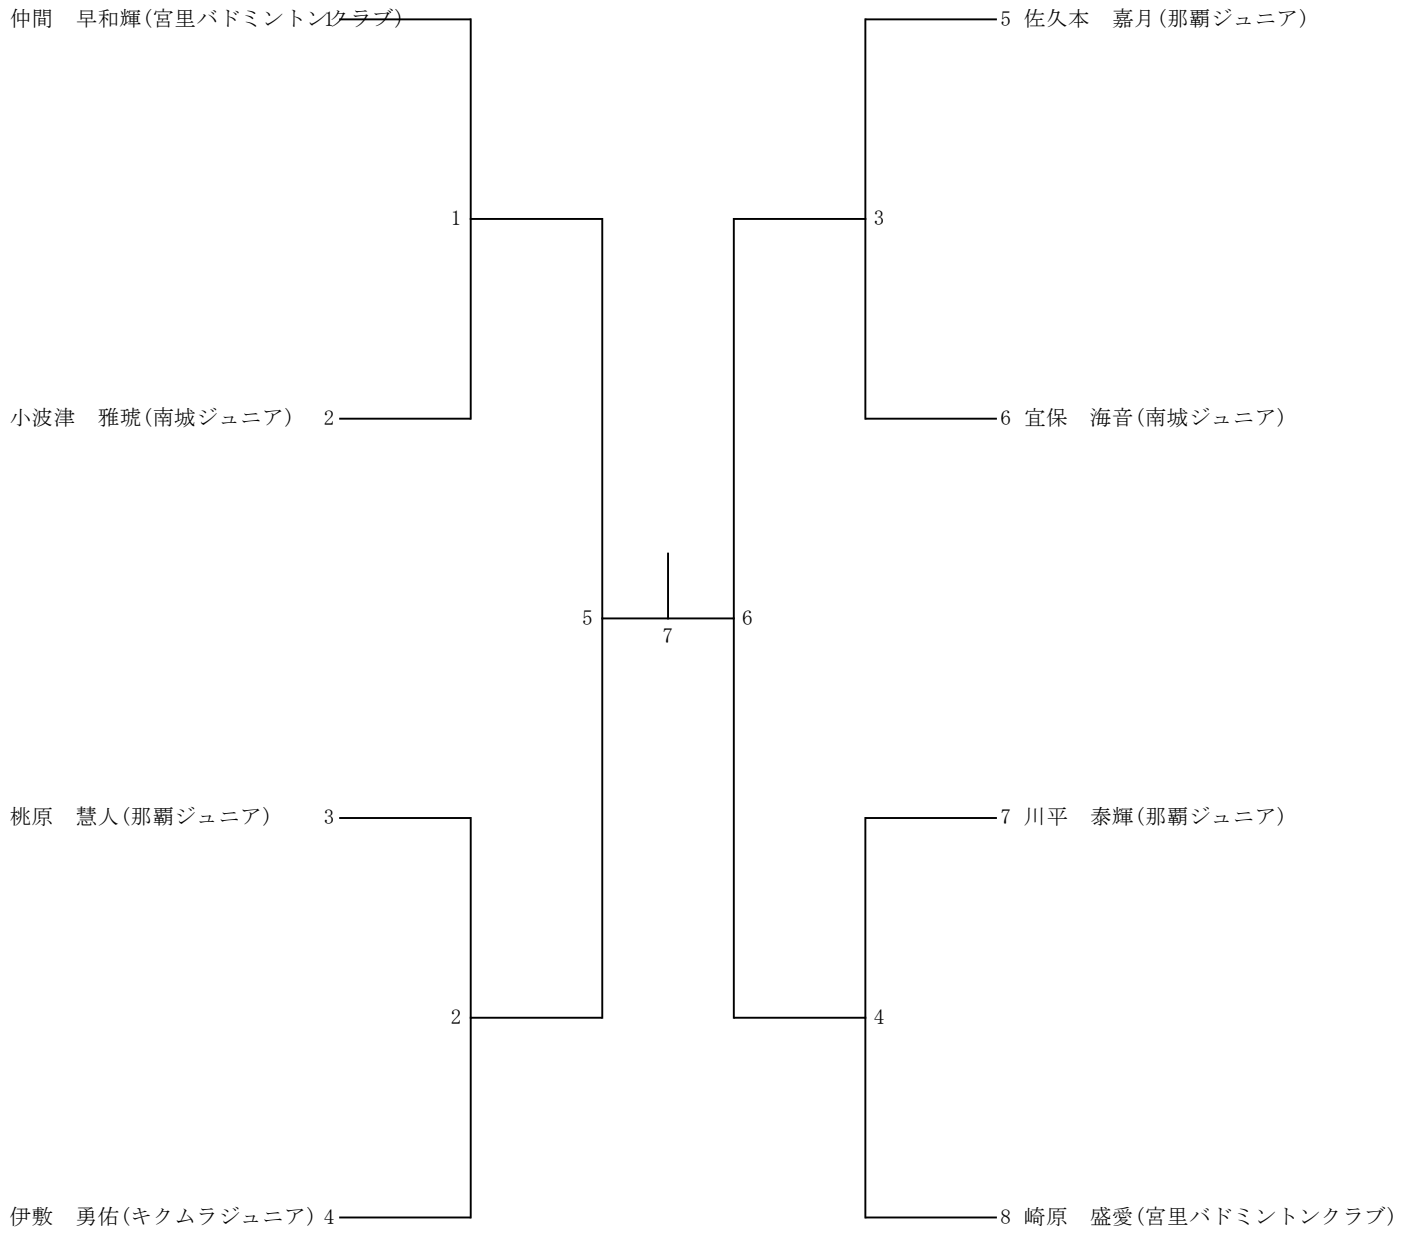 仲間　早和輝(宮里バドミントンクラブ) 1
5 佐久本　嘉月(那覇ジュニア)
1
3
小波津　雅琥(南城ジュニア) 2
6 宜保　海音(南城ジュニア)
5
6
7
桃原　慧人(那覇ジュニア) 3
7 川平　泰輝(那覇ジュニア)
2
4
伊敷　勇佑(キクムラジュニア) 4
8 崎原　盛愛(宮里バドミントンクラブ)